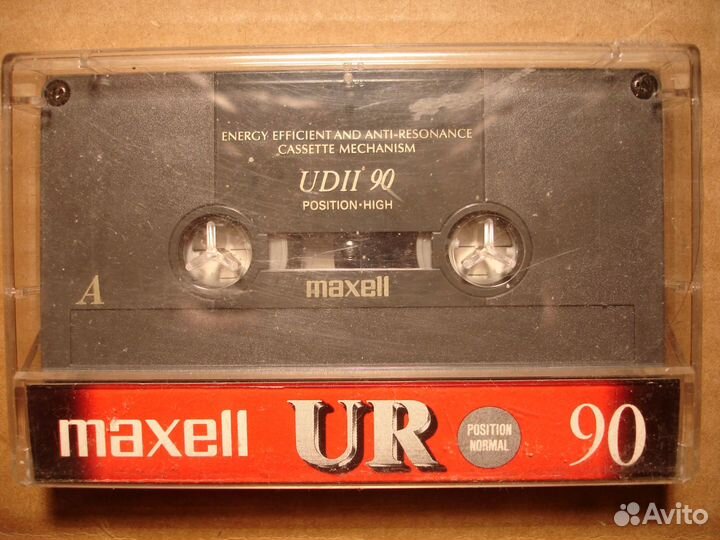 ENERGY EFFICIENT AND ANTI-RESONANCE
CASSETTE MECHANISM
UDII 90
POSITION•HIGH
A
maxell
maxell UR POSITION NORMAL 90
Avito